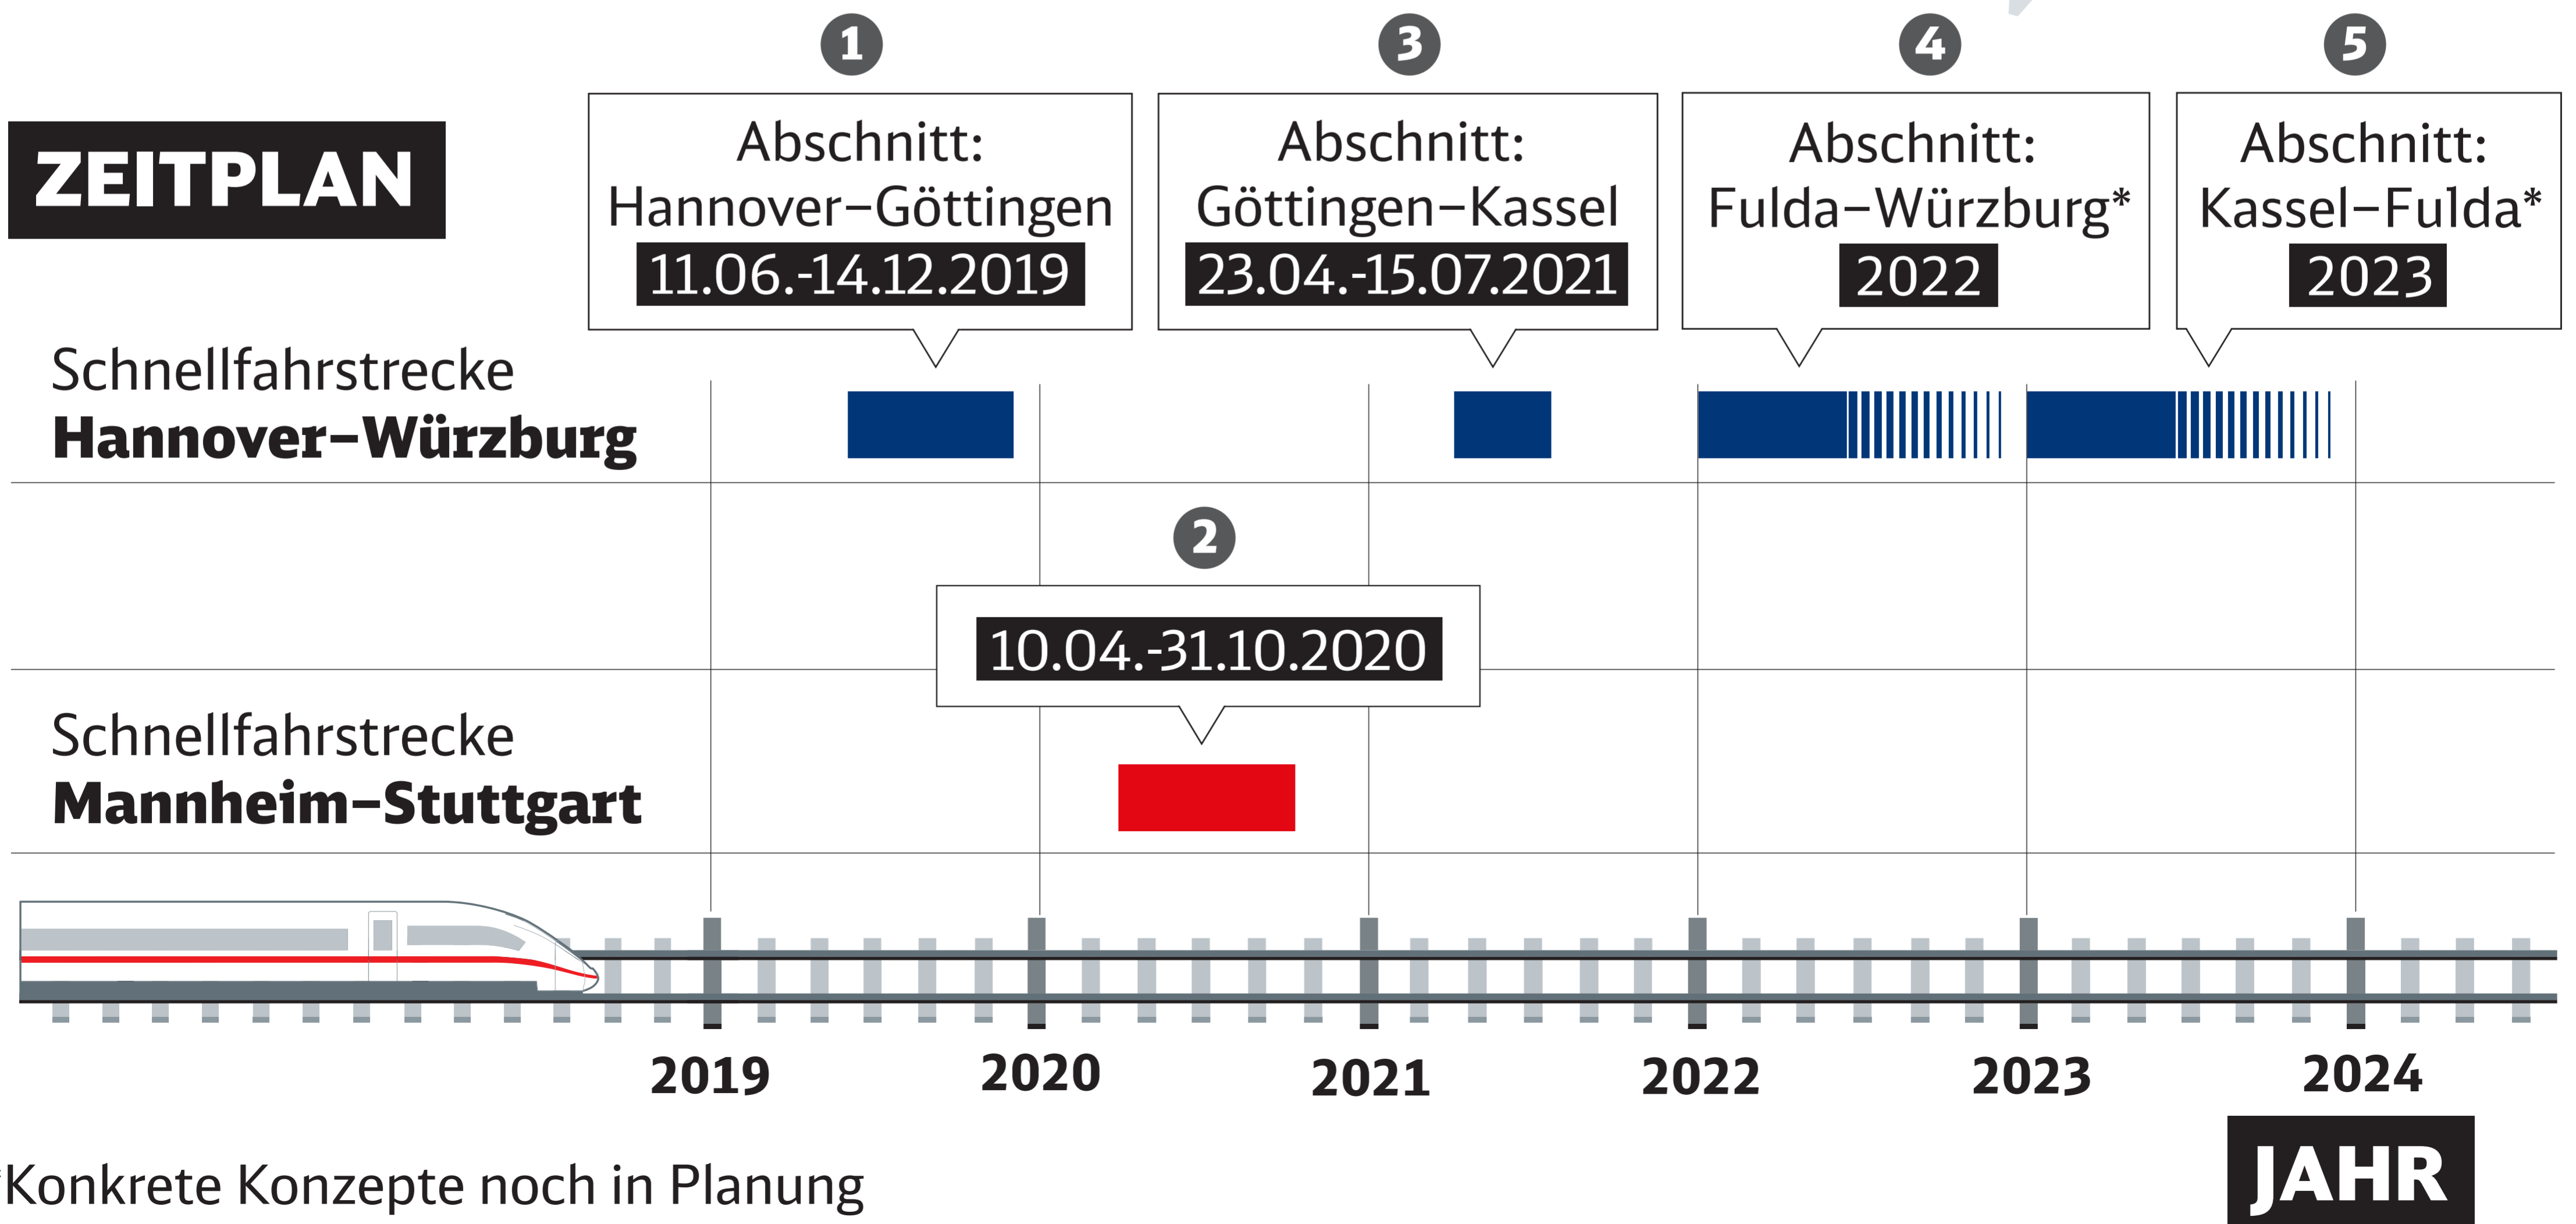 1
3
4
5
ZEITPLAN
Abschnitt:
Hannover–Göttingen
11.06.-14.12.2019
Abschnitt:
Göttingen–Kassel
23.04.-15.07.2021
Abschnitt:
Fulda–Würzburg*
2022
Abschnitt:
Kassel–Fulda*
2023
Schnellfahrstrecke
Hannover–Würzburg
2
10.04.-31.10.2020
Schnellfahrstrecke
Mannheim–Stuttgart
2019
2020
2021
2022
2023
2024
JAHR
*Konkrete Konzepte noch in Planung